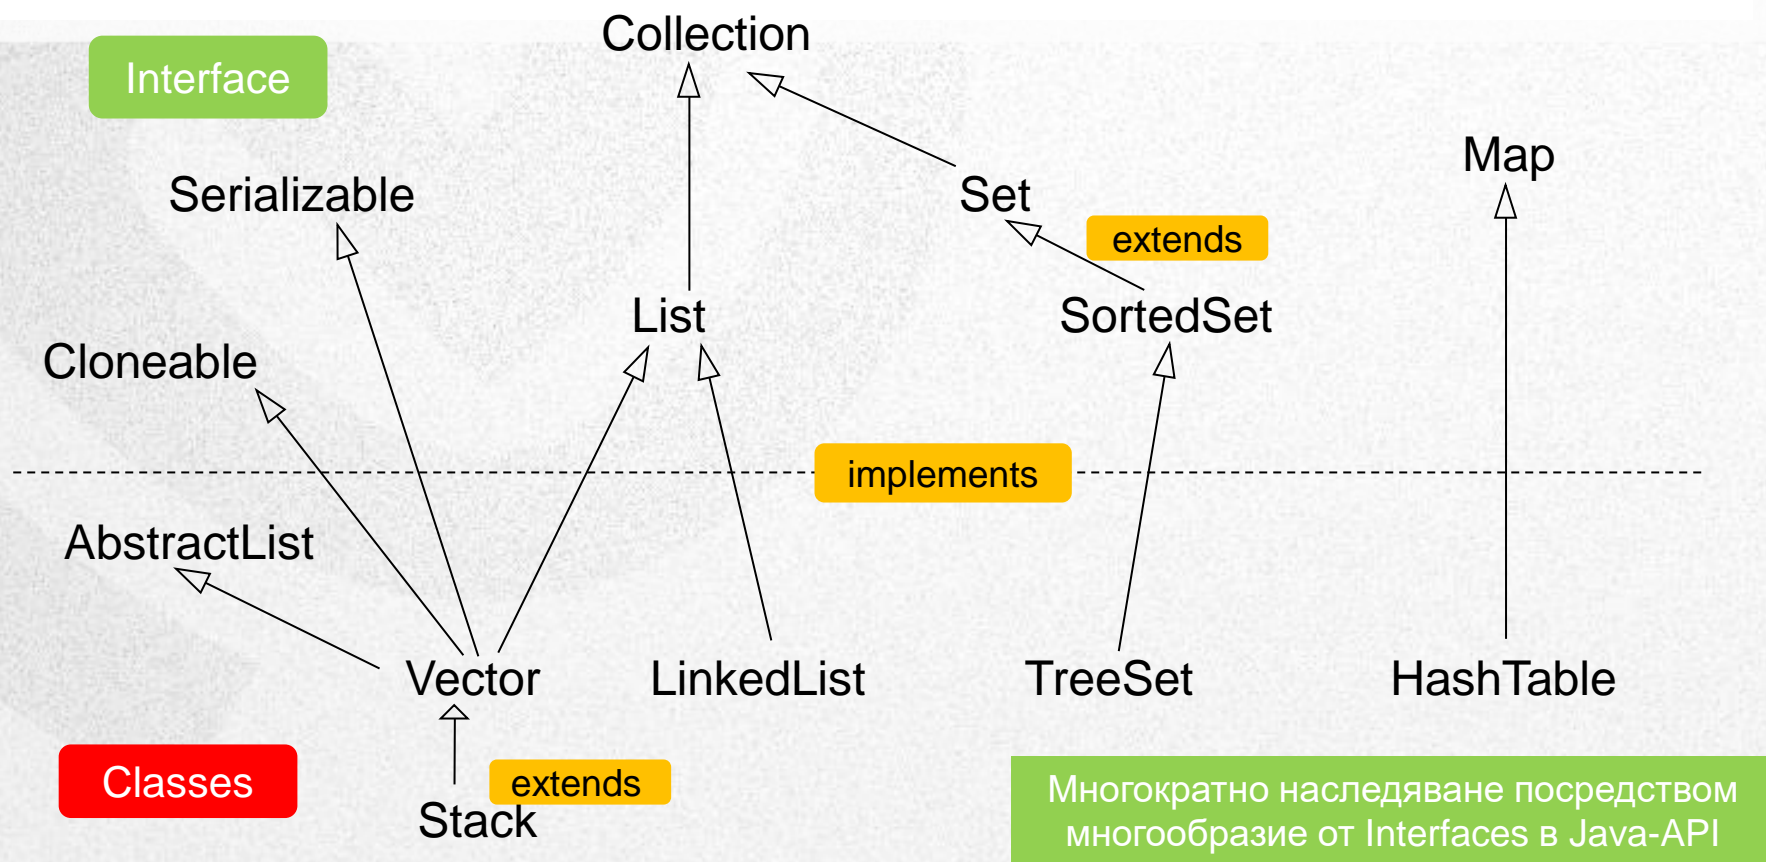 Collection
Interface
Map
Serializable
Set
extends
List
SortedSet
Cloneable
implements
AbstractList
Vector
LinkedList
TreeSet
HashTable
Classes
extends
Stack
Многократно наследяване посредством
многообразие от Interfaces в Java-API